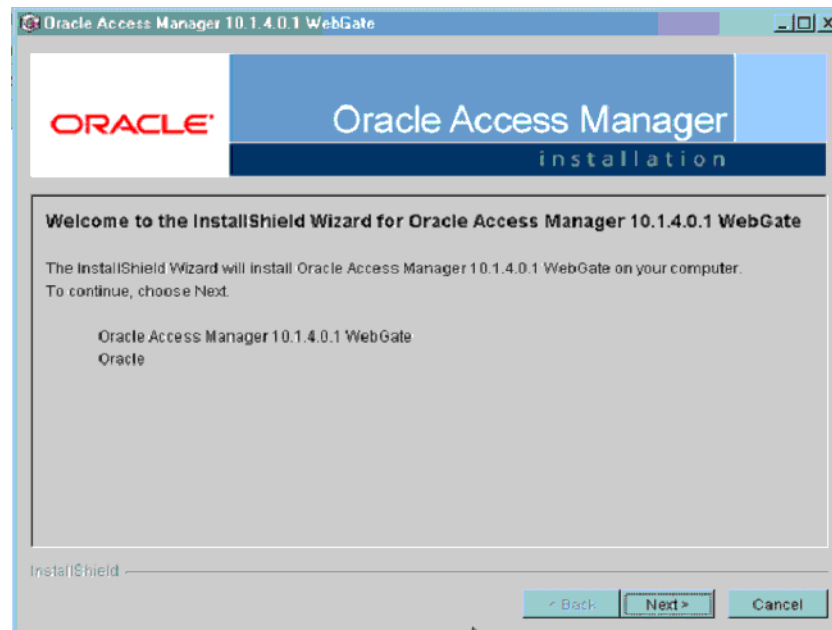 Oracle Access Manager 10.1.4.0.1 WebGate
ORACLE
Oracle Access Manager
installation
Welcome to the InstallShield Wizard for Oracle Access Manager 10.1.4.0.1 WebGate
The InstallShield Wizard will install Oracle Access Manager 10.1.4.0.1 WebGate on your computer.
To continue, choose Next.
Oracle Access Manager 10.1.4.0.1 WebGate
Oracle
InstallShield
< Back Next > Cancel